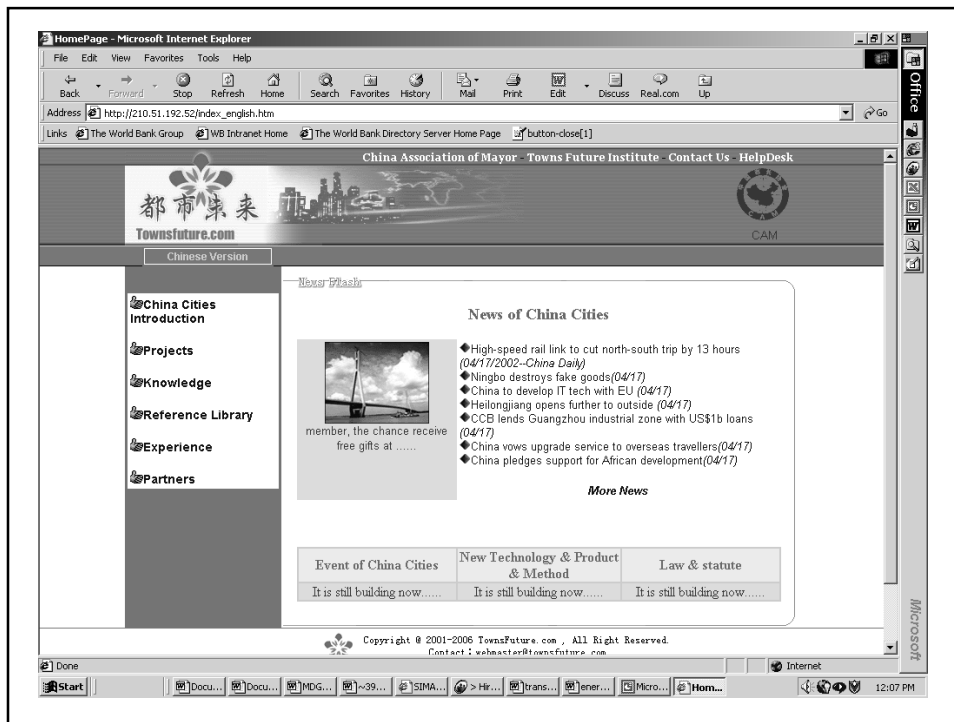 HomePage - Microsoft Internet Explorer
File Edit View Favorites Tools Help
Back Forward Stop Refresh Home Search Favorites History Mail Print Edit Discuss Real.com Up
Address http://210.51.192.52/index_english.htm Go
Links The World Bank Group WB Intranet Home The World Bank Directory Server Home Page button-close[1]
Office
China Association of Mayor - Towns Future Institute - Contact Us - HelpDesk
都市未来
Townsfuture.com
CAM
CAM
Chinese Version
China Cities
Introduction
Projects
Knowledge
Reference Library
Experience
Partners
News Flash
News of China Cities
member, the chance receive
free gifts at ......
High-speed rail link to cut north-south trip by 13 hours
(04/17/2002--China Daily)
Ningbo destroys fake goods(04/17)
China to develop IT tech with EU (04/17)
Heilongjiang opens further to outside (04/17)
CCB lends Guangzhou industrial zone with US$1b loans
(04/17)
China vows upgrade service to overseas travellers(04/17)
China pledges support for African development(04/17)
More News
Event of China Cities
New Technology & Product
& Method
Law & statute
It is still building now...... It is still building now...... It is still building now......
Copyright @ 2001-2006 TownsFuture.com , All Right Reserved.
Contact：webmaster@townsfuture.com
Microsoft
Done Internet
Start Docu... Docu... MDG... ~39... SIMA... > Hir... trans... ener... Micro... Hom... 12:07 PM